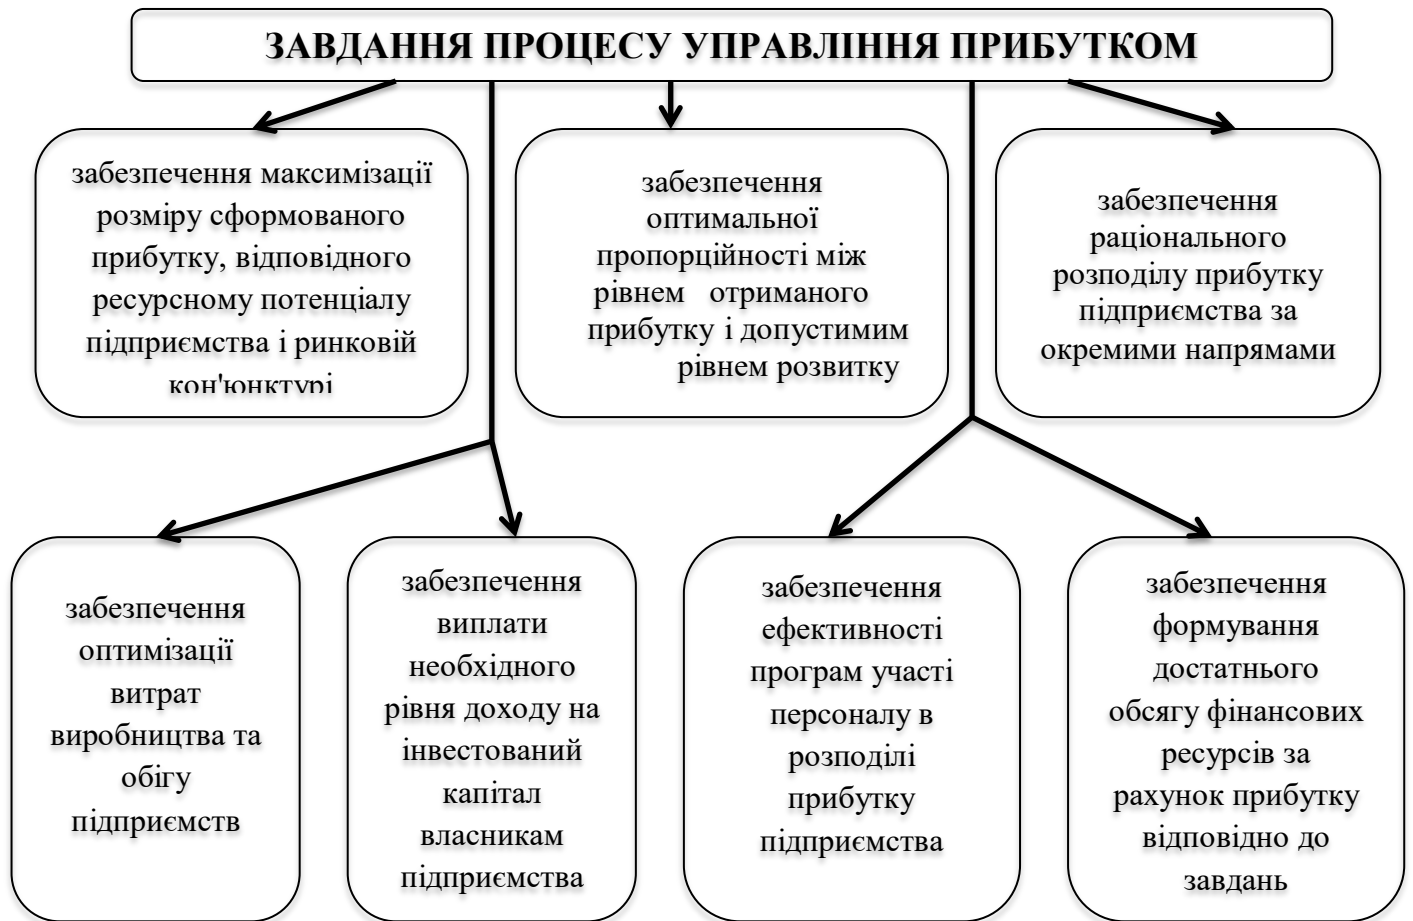 ЗАВДАННЯ ПРОЦЕСУ УПРАВЛІННЯ ПРИБУТКОМ
забезпечення максимізації
розміру сформованого
прибутку, відповідного
ресурсному потенціалу
підприємства і ринковій
кон'юнктурі
забезпечення
оптимальної
пропорційності між
рівнем отриманого
прибутку і допустимим
рівнем розвитку
забезпечення
раціонального
розподілу прибутку
підприємства за
окремими напрямами
забезпечення
оптимізації
витрат
виробництва та
обігу
підприємств
забезпечення
виплати
необхідного
рівня доходу на
інвестований
капітал
власникам
підприємства
забезпечення
ефективності
програм участі
персоналу в
розподілі
прибутку
підприємства
забезпечення
формування
достатнього
обсягу фінансових
ресурсів за
рахунок прибутку
відповідно до
завдань